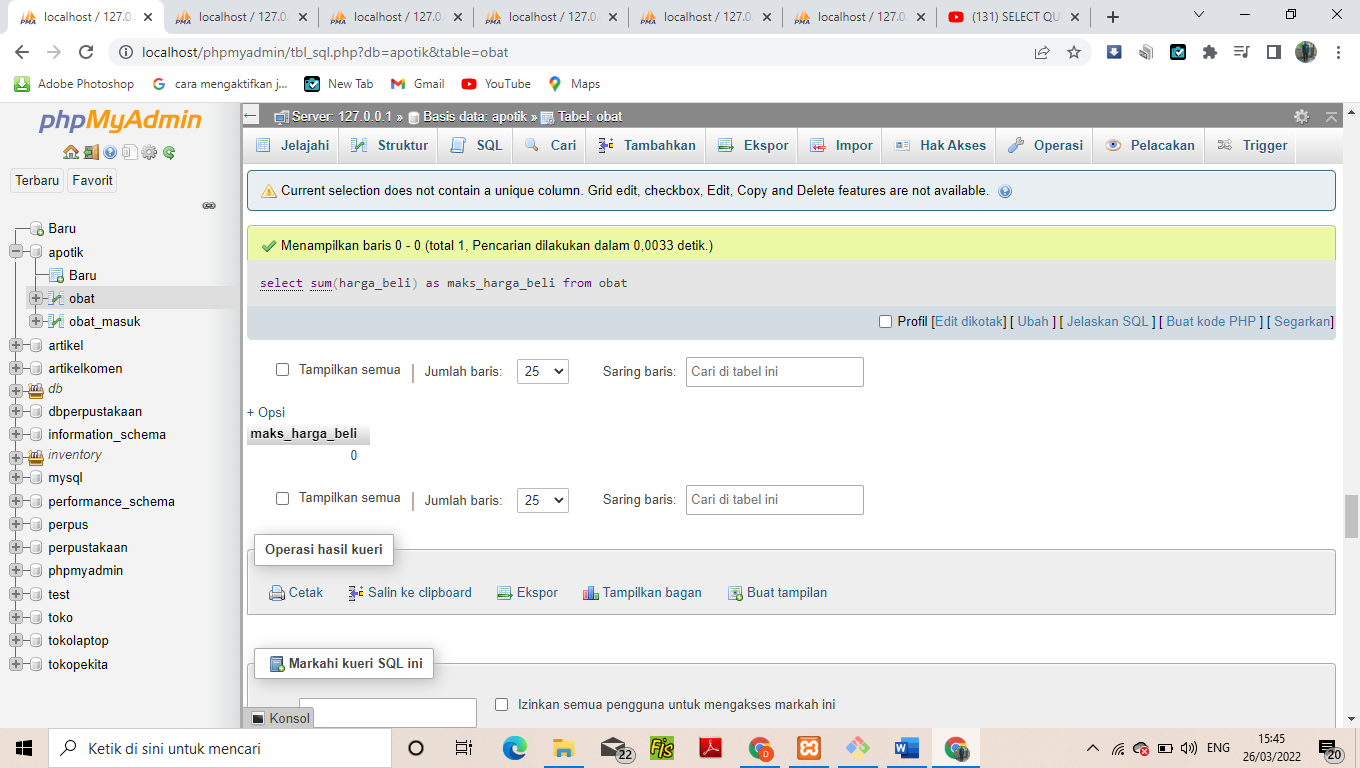 localhost / 127.0.
localhost / 127.0.
localhost / 127.0.
localhost / 127.0.
localhost / 127.0.
localhost / 127.0.
(131) SELECT QU
localhost/phpmyadmin/tbl_sql.php?db=apotik&table=obat
Adobe Photoshop
cara mengaktifkan j...
New Tab
Gmail
YouTube
Maps
phpMyAdmin
Terbaru
Favorit
Baru
apotik
Baru
obat
obat_masuk
artikel
artikelkomen
db
dbperpustakaan
information_schema
inventory
mysql
performance_schema
perpus
perpustakaan
phpmyadmin
test
toko
tokolaptop
tokopekita
Server: 127.0.0.1 » Basis data: apotik » Tabel: obat
Jelajahi
Struktur
SQL
Cari
Tambahkan
Ekspor
Impor
Hak Akses
Operasi
Pelacakan
Trigger
Current selection does not contain a unique column. Grid edit, checkbox, Edit, Copy and Delete features are not available.
Menampilkan baris 0 - 0 (total 1, Pencarian dilakukan dalam 0,0033 detik.)
select sum(harga_beli) as maks_harga_beli from obat
Profil [Edit dikotak] [ Ubah ] [ Jelaskan SQL ] [ Buat kode PHP ] [ Segarkan]
Tampilkan semua | Jumlah baris: 25 Saring baris: Cari di tabel ini
+ Opsi
maks_harga_beli
0
Tampilkan semua | Jumlah baris: 25 Saring baris: Cari di tabel ini
Operasi hasil kueri
Cetak
Salin ke clipboard
Ekspor
Tampilkan bagan
Buat tampilan
Markahi kueri SQL ini
Izinkan semua pengguna untuk mengakses markah ini
Konsol
Ketik di sini untuk mencari
22
Fis
D
ENG
15:45
26/03/2022
20